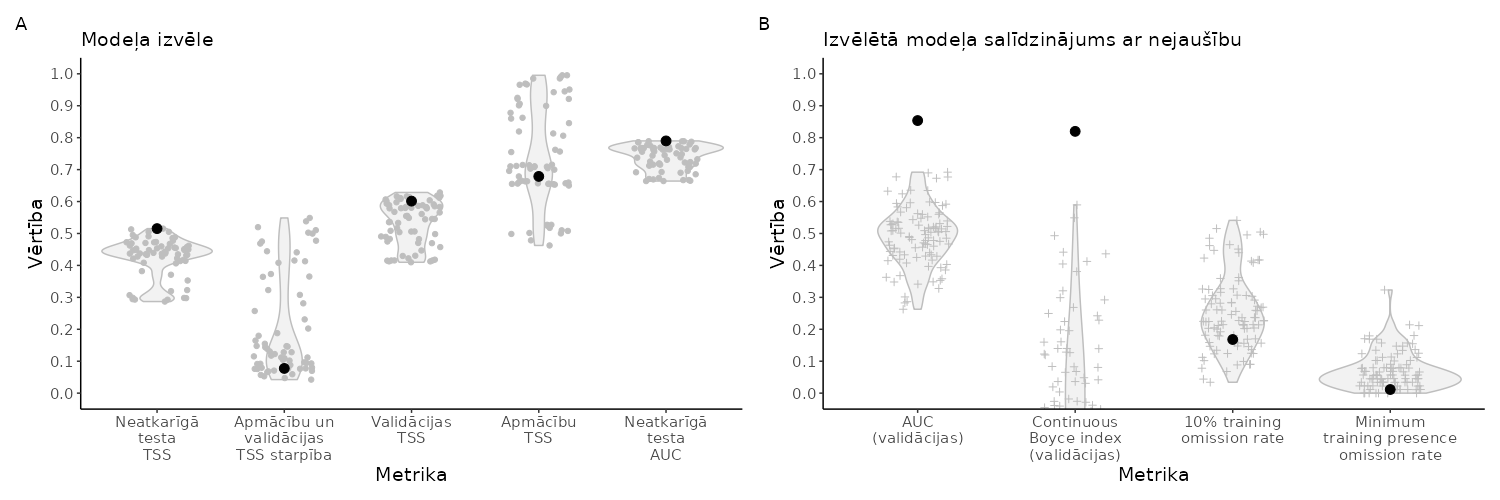 A
Modeļa izvēle
Vērtība
1.0
0.9
0.8
0.7
0.6
0.5
0.4
0.3
0.2
0.1
0.0
Neatkarīgā
testa
TSS
Apmācību un
validācijas
TSS starpība
Validācijas
TSS
Apmācību
TSS
Neatkarīgā
testa
AUC
Metrika
B
Izvēlētā modeļa salīdzinājums ar nejaušību
Vērtība
1.0
0.9
0.8
0.7
0.6
0.5
0.4
0.3
0.2
0.1
0.0
AUC
(validācijas)
Continuous
Boyce index
(validācijas)
10% training
omission rate
Minimum
training presence
omission rate
Metrika